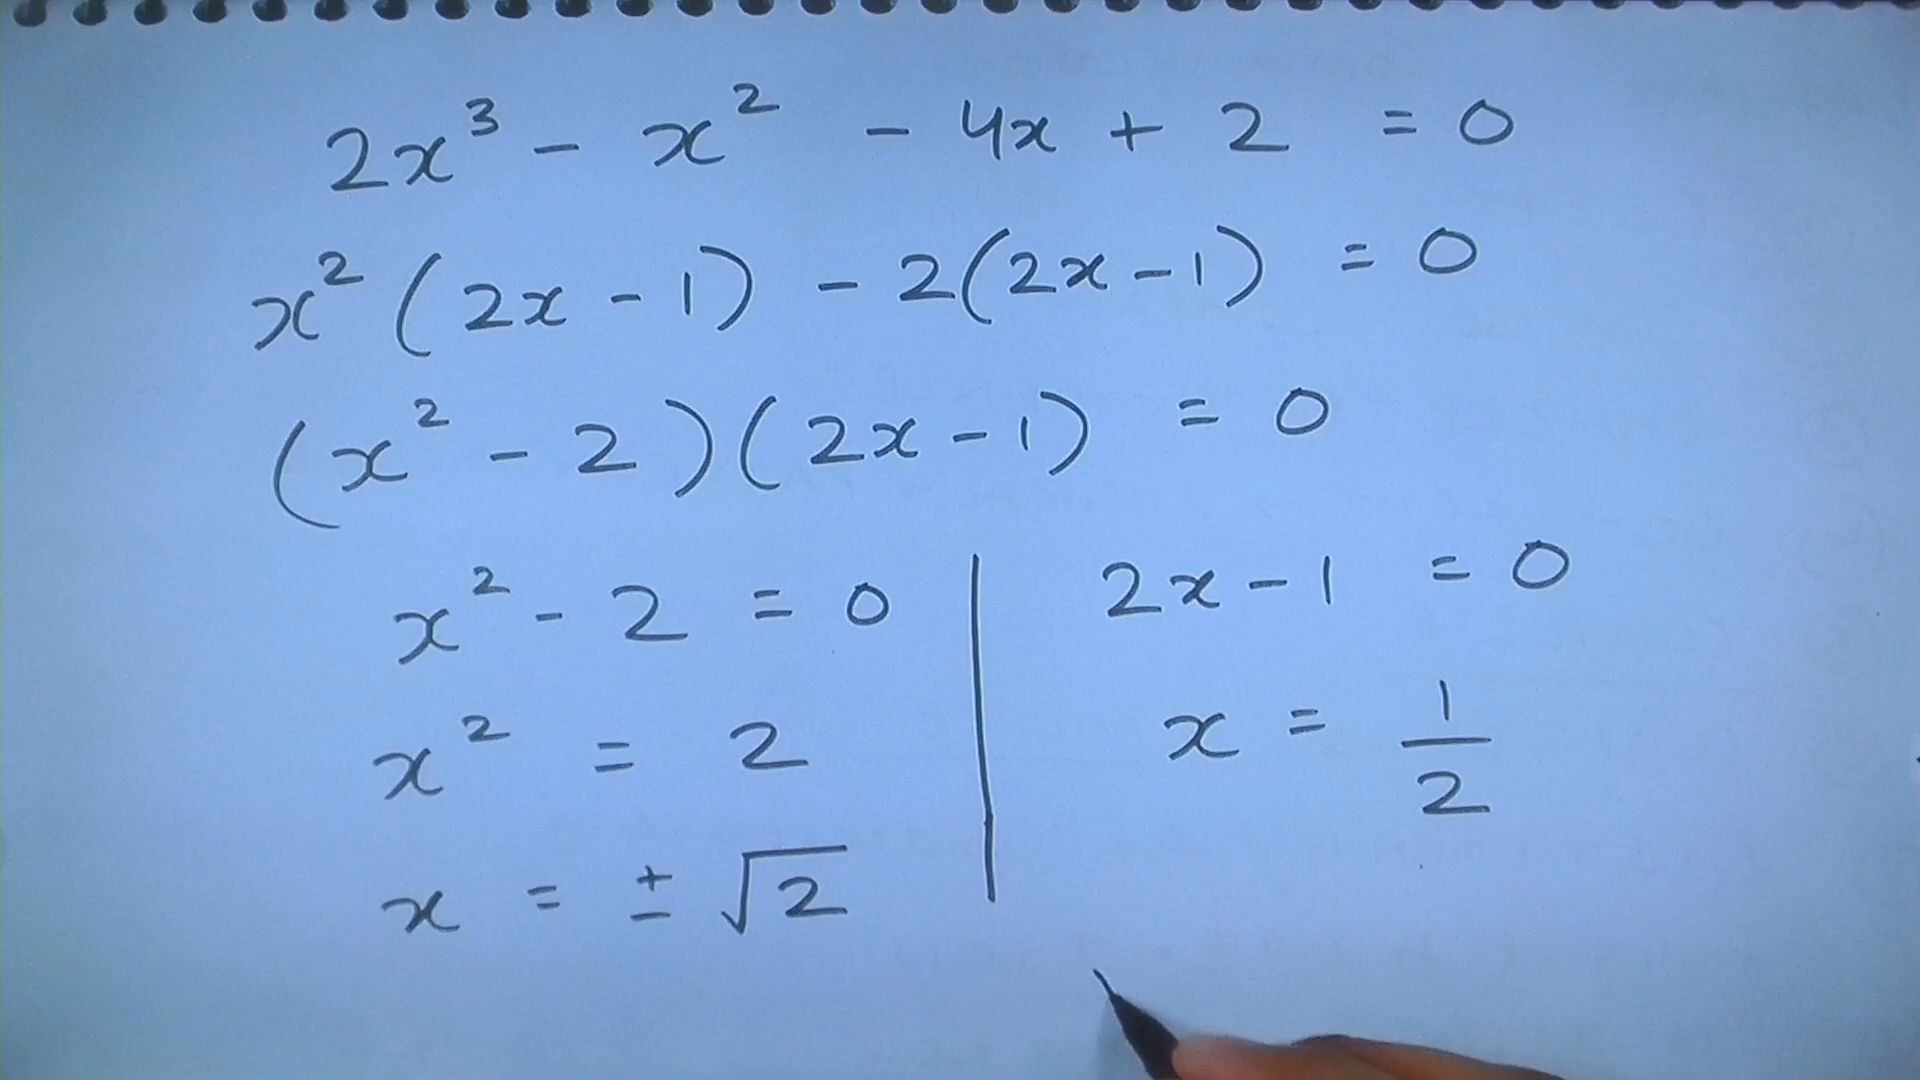 2x³ - x² - 4x + 2 = 0
x² (2x - 1) - 2(2x - 1) = 0
(x² - 2)(2x - 1) = 0
x² - 2 = 0
x² = 2
x = ± √2
2x - 1 = 0
x = 1/2